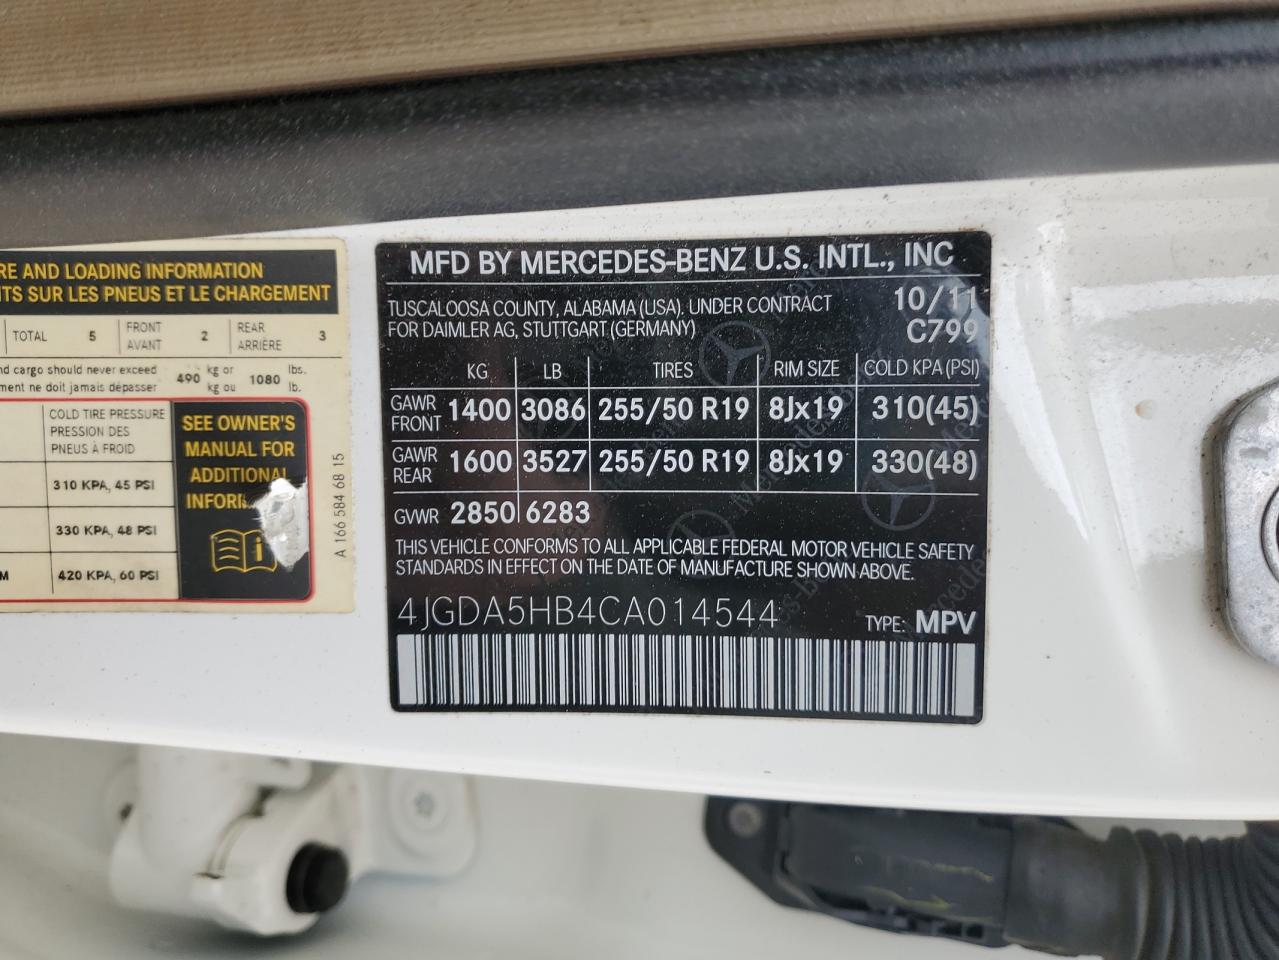 RE AND LOADING INFORMATION
TS SUR LES PNEUS ET LE CHARGEMENT
TOTAL 5 FRONT AVANT 2 REAR ARRIÈRE 3
nd cargo should never exceed 490 kg or 1080 lbs.
ment ne doit jamais dépasser kg ou lb.
COLD TIRE PRESSURE
PRESSION DES
PNEUS À FROID
310 KPA, 45 PSI
330 KPA, 48 PSI
M 420 KPA, 60 PSI
SEE OWNER'S
MANUAL FOR
ADDITIONAL
INFOR
A 166 584 68 15
MFD BY MERCEDES-BENZ U.S. INTL., INC
TUSCALOOSA COUNTY, ALABAMA (USA). UNDER CONTRACT 10/11
FOR DAIMLER AG, STUTTGART (GERMANY) C799
KG LB TIRES RIM SIZE COLD KPA (PSI)
GAWR FRONT 1400 3086 255/50 R19 8Jx19 310(45)
GAWR REAR 1600 3527 255/50 R19 8Jx19 330(48)
GVWR 2850 6283
THIS VEHICLE CONFORMS TO ALL APPLICABLE FEDERAL MOTOR VEHICLE SAFETY
STANDARDS IN EFFECT ON THE DATE OF MANUFACTURE SHOWN ABOVE.
4JGDA5HB4CA014544 TYPE: MPV